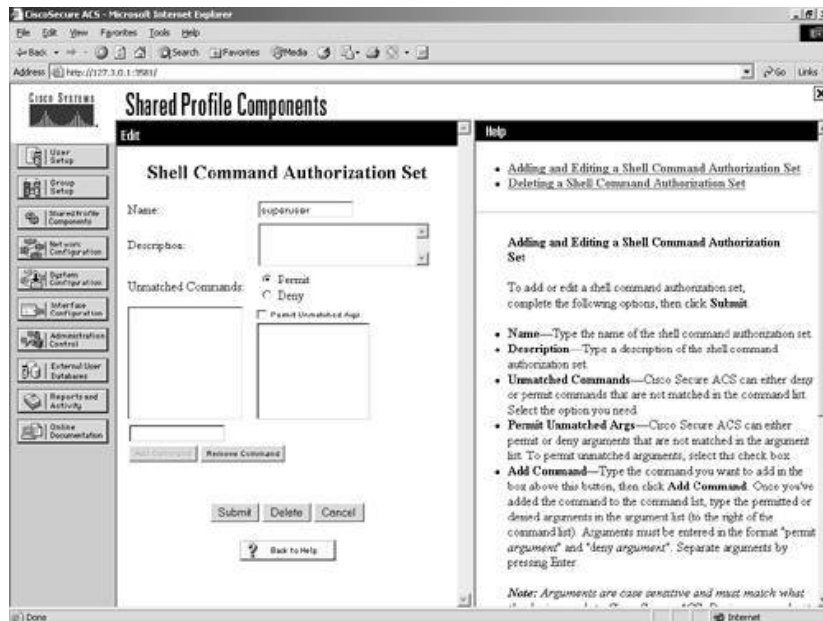 CiscoSecure ACS - Microsoft Internet Explorer
File Edit View Favorites Tools Help
Back Search Favorites Media
Address http://127.3.0.1:3581/ Go Links
CISCO SYSTEMS
Shared Profile Components
Edit
User Setup
Group Setup
Shared Profile Components
Network Configuration
System Configuration
Interface Configuration
Administration Control
External User Databases
Reports and Activity
Online Documentation
Shell Command Authorization Set
Name: superuser
Description:
Unmatched Commands: Permit
Deny
Permit Unmatched Args
Add Command Remove Command
Submit Delete Cancel
? Back to Help
Help
• Adding and Editing a Shell Command Authorization Set
• Deleting a Shell Command Authorization Set
Adding and Editing a Shell Command Authorization
Set
To add or edit a shell command authorization set,
complete the following options, then click Submit.
• Name—Type the name of the shell command authorization set.
• Description—Type a description of the shell command
authorization set.
• Unmatched Commands—Cisco Secure ACS can either deny
or permit commands that are not matched in the command list.
Select the option you need.
• Permit Unmatched Args—Cisco Secure ACS can either
permit or deny arguments that are not matched in the argument
list. To permit unmatched arguments, select this check box.
• Add Command—Type the command you want to add in the
box above this button, then click Add Command. Once you've
added the command to the command list, type the permitted or
denied arguments in the argument list (to the right of the
command list). Arguments must be entered in the format "permit
argument" and "deny argument". Separate arguments by
pressing Enter.
Note: Arguments are case sensitive and must match what
Done Internet